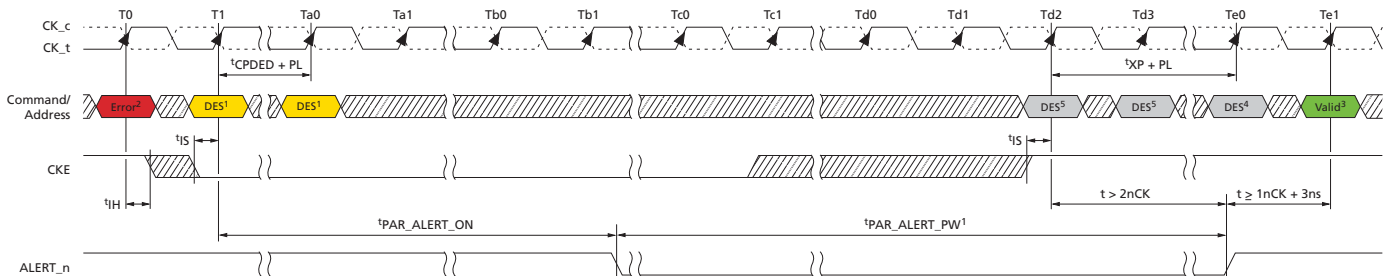 T0 T1 Ta0 Ta1 Tb0 Tb1 Tc0 Tc1 Td0 Td1 Td2 Td3 Te0 Te1
CK_c
CK_t
tCPDED + PL tXP + PL
Command/
Address
Error2 DES1 DES1 DES5 DES5 DES4 Valid3
tIS tIS
CKE
tIH t > 2nCK t ≥ 1nCK + 3ns
tPAR_ALERT_ON tPAR_ALERT_PW1
ALERT_n